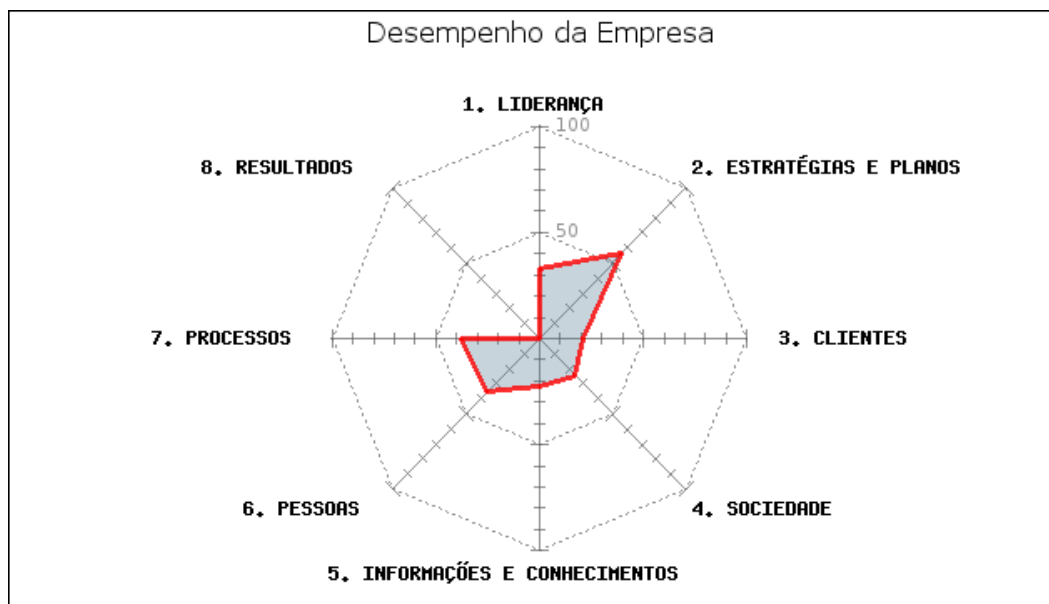 Desempenho da Empresa
1. LIDERANÇA
100
8. RESULTADOS
2. ESTRATÉGIAS E PLANOS
50
7. PROCESSOS
3. CLIENTES
6. PESSOAS
4. SOCIEDADE
5. INFORMAÇÕES E CONHECIMENTOS